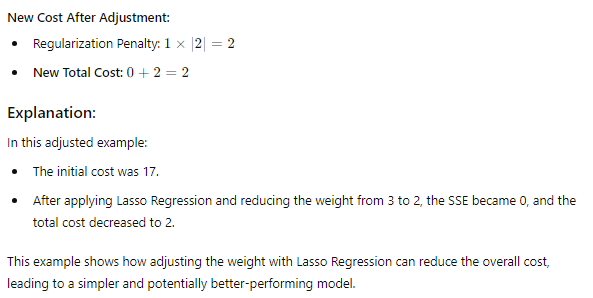 New Cost After Adjustment:
• Regularization Penalty: 1 × |2| = 2
• New Total Cost: 0 + 2 = 2
Explanation:
In this adjusted example:
• The initial cost was 17.
• After applying Lasso Regression and reducing the weight from 3 to 2, the SSE became 0, and the
total cost decreased to 2.
This example shows how adjusting the weight with Lasso Regression can reduce the overall cost,
leading to a simpler and potentially better-performing model.